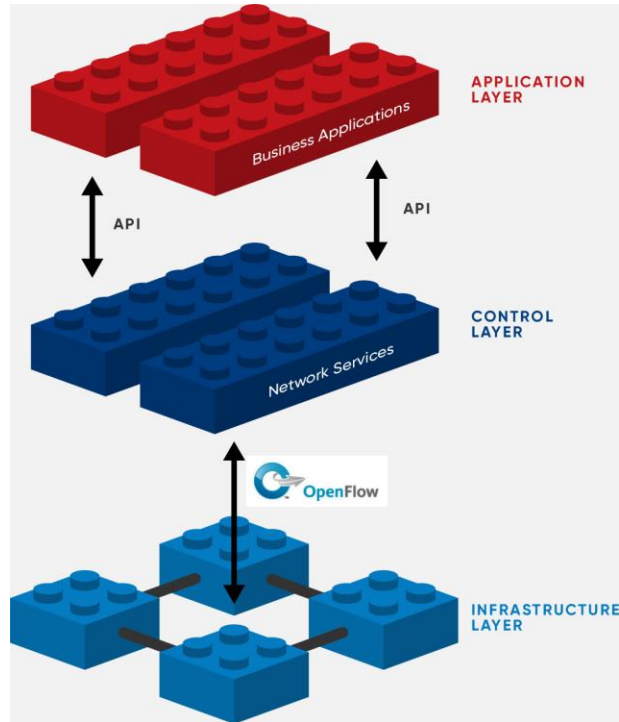 APPLICATION
LAYER
Business Applications
API
API
CONTROL
LAYER
Network Services
OpenFlow
INFRASTRUCTURE
LAYER